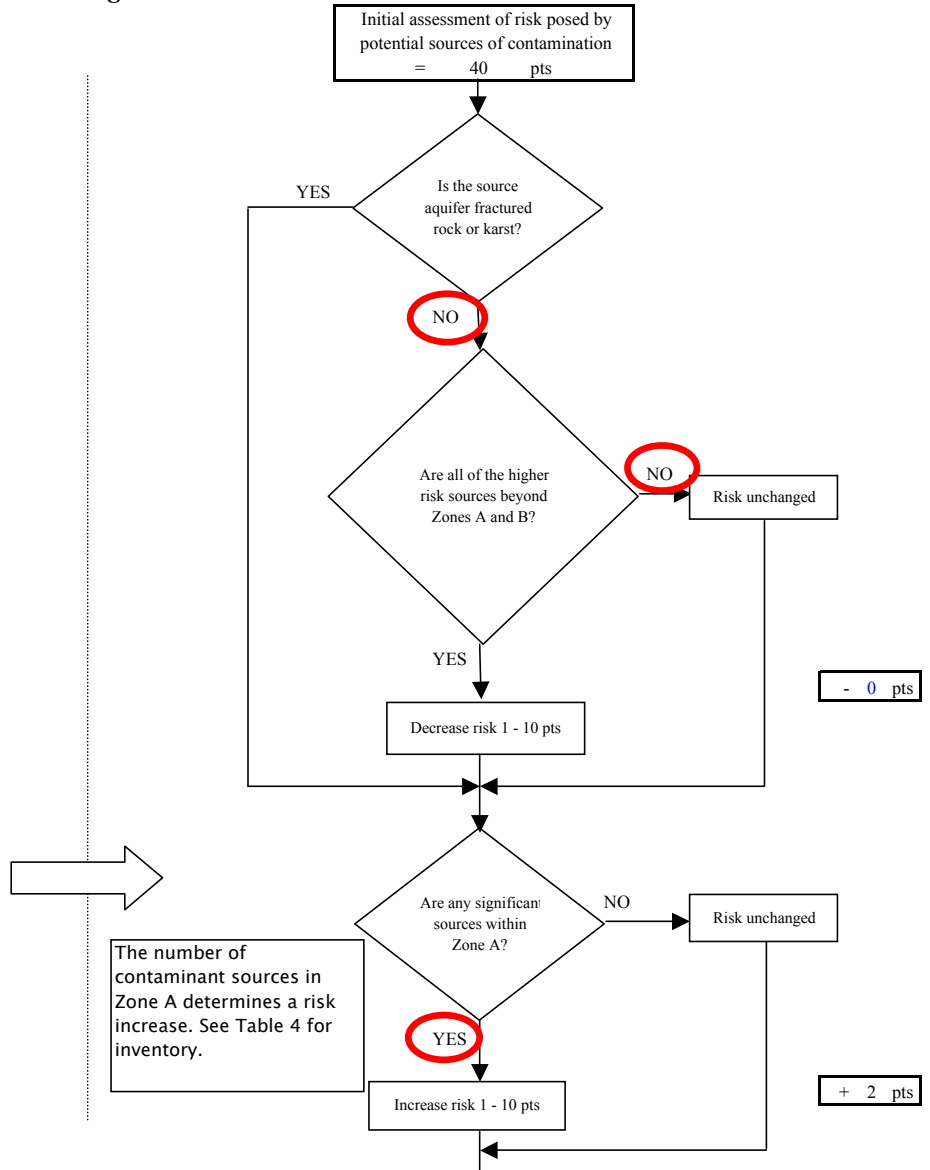 Initial assessment of risk posed by
potential sources of contamination
= 40 pts
YES
Is the source
aquifer fractured
rock or karst?
NO
Are all of the higher
risk sources beyond
Zones A and B?
NO
Risk unchanged
YES
- 0 pts
Decrease risk 1 - 10 pts
Are any significant
sources within
Zone A?
NO
Risk unchanged
The number of
contaminant sources in
Zone A determines a risk
increase. See Table 4 for
inventory.
YES
+ 2 pts
Increase risk 1 - 10 pts